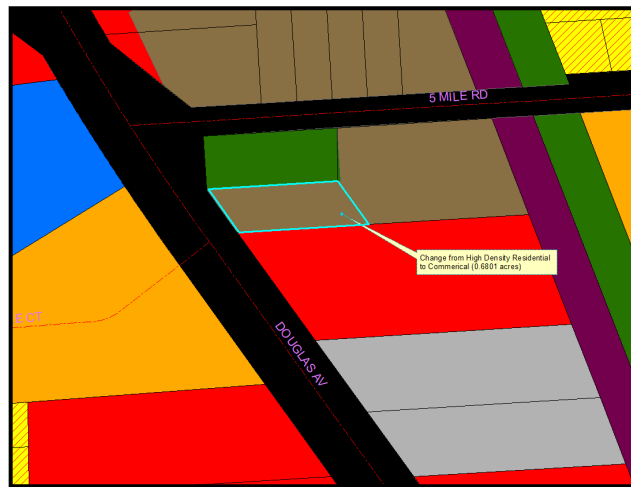 5 MILE RD
Change from High Density Residential
to Commerical (0.6801 acres)
E CT
DOUGLAS AV